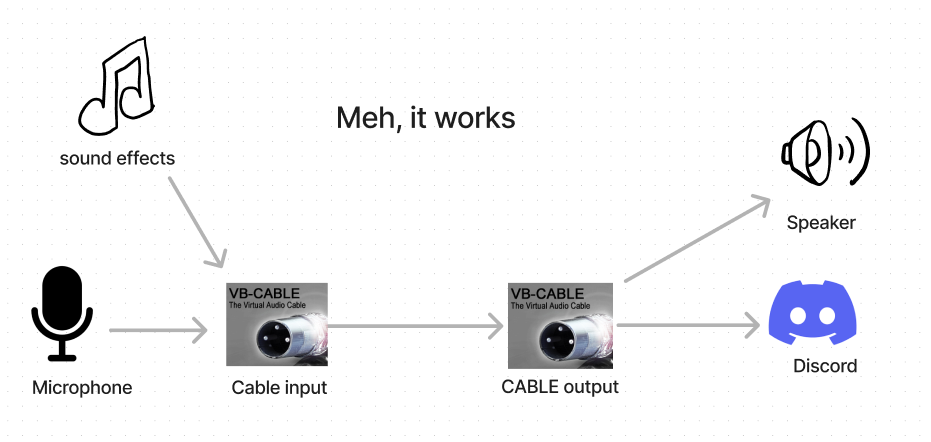 Meh, it works
sound effects
Speaker
VB-CABLE
The Virtual Audio Cable
VB-CABLE
The Virtual Audio Cable
Microphone
Cable input
CABLE output
Discord